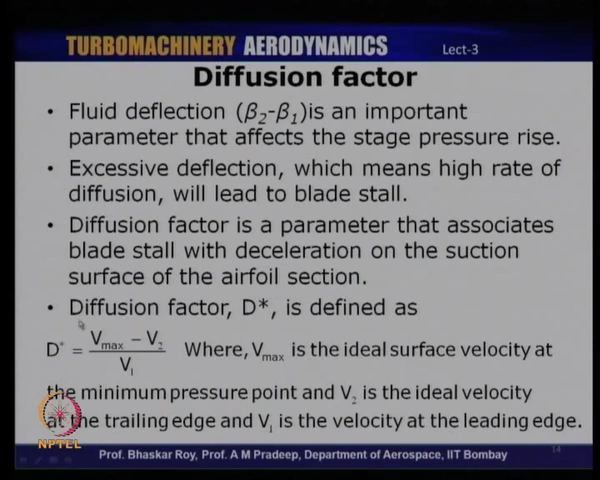 TURBOMACHINERY AERODYNAMICS Lect-3
Diffusion factor
• Fluid deflection (β₂-β₁)is an important
parameter that affects the stage pressure rise.
• Excessive deflection, which means high rate of
diffusion, will lead to blade stall.
• Diffusion factor is a parameter that associates
blade stall with deceleration on the suction
surface of the airfoil section.
• Diffusion factor, D*, is defined as
D* = (V_max − V₂) / V₁ Where, V_max is the ideal surface velocity at
the minimum pressure point and V₂ is the ideal velocity
at the trailing edge and V₁ is the velocity at the leading edge.
NPTEL
Prof. Bhaskar Roy, Prof. A M Pradeep, Department of Aerospace, IIT Bombay
14